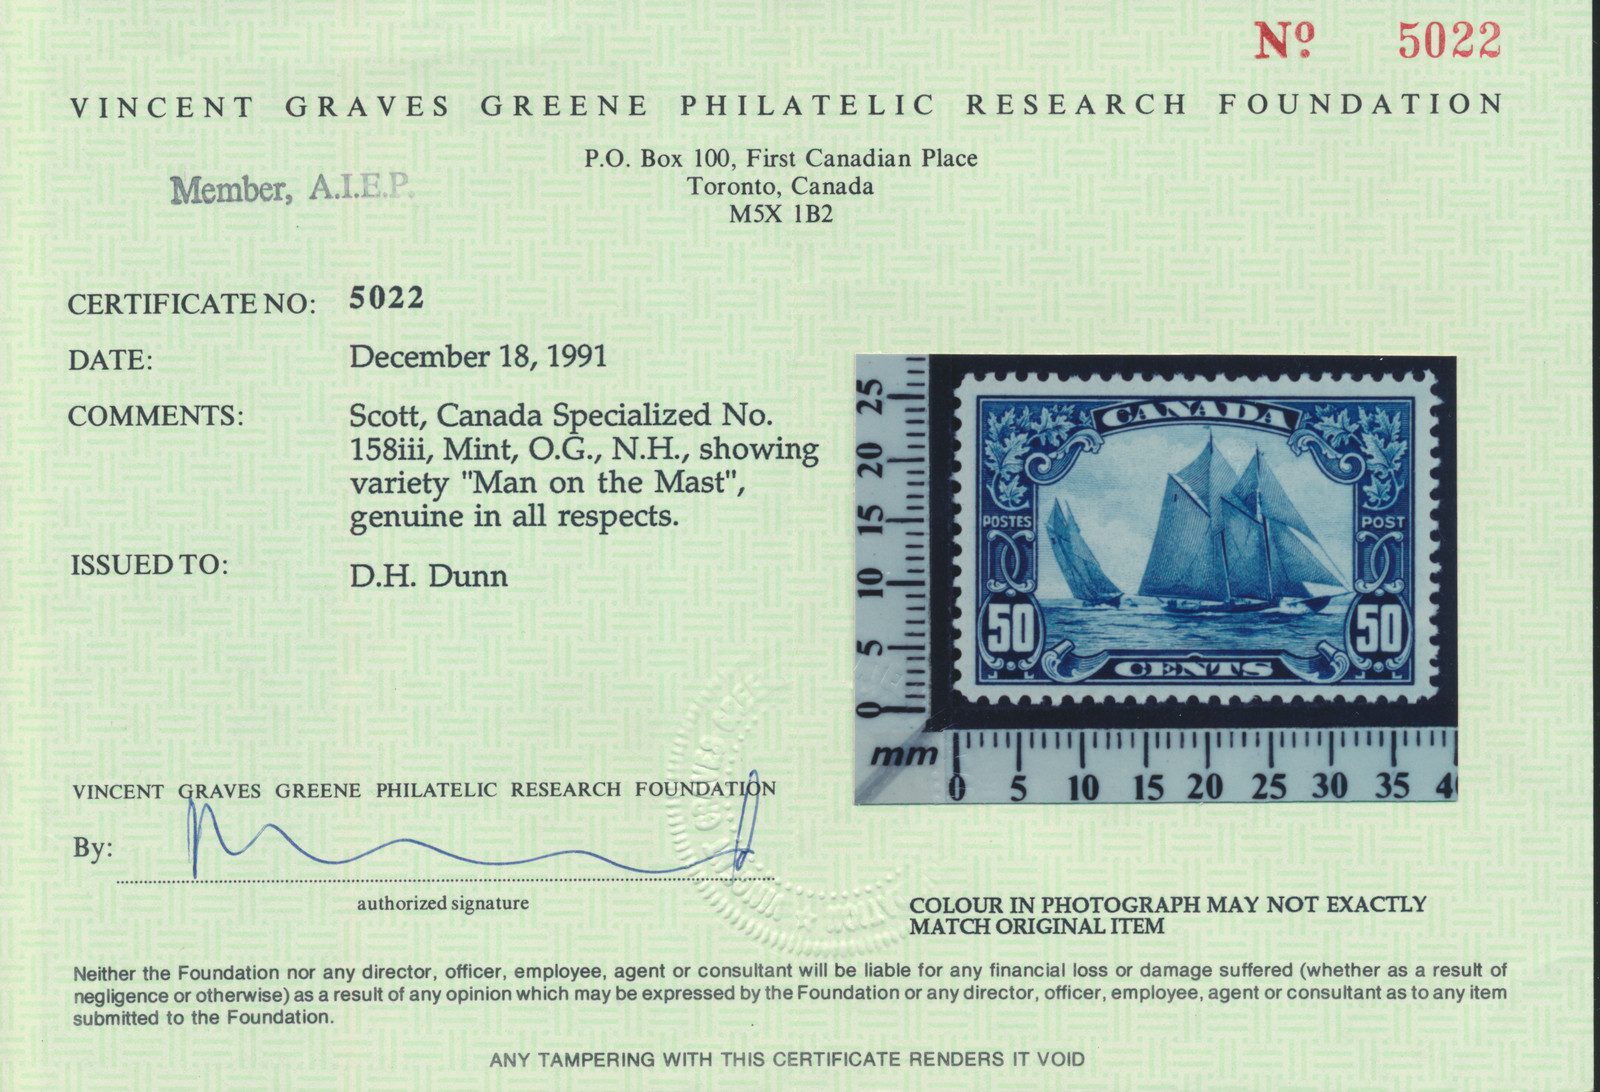 Nº 5022
VINCENT GRAVES GREENE PHILATELIC RESEARCH FOUNDATION
P.O. Box 100, First Canadian Place
Toronto, Canada
M5X 1B2
Member, A.I.E.P.
CERTIFICATE NO: 5022
DATE: December 18, 1991
COMMENTS: Scott, Canada Specialized No.
158iii, Mint, O.G., N.H., showing
variety "Man on the Mast",
genuine in all respects.
ISSUED TO: D.H. Dunn
CANADA
POSTES POST
50 50
CENTS
25
20
15
10
5
0
mm
0 5 10 15 20 25 30 35
VINCENT GRAVES GREENE PHILATELIC RESEARCH FOUNDATION
By:
authorized signature
COLOUR IN PHOTOGRAPH MAY NOT EXACTLY
MATCH ORIGINAL ITEM
Neither the Foundation nor any director, officer, employee, agent or consultant will be liable for any financial loss or damage suffered (whether as a result of
negligence or otherwise) as a result of any opinion which may be expressed by the Foundation or any director, officer, employee, agent or consultant as to any item
submitted to the Foundation.
ANY TAMPERING WITH THIS CERTIFICATE RENDERS IT VOID